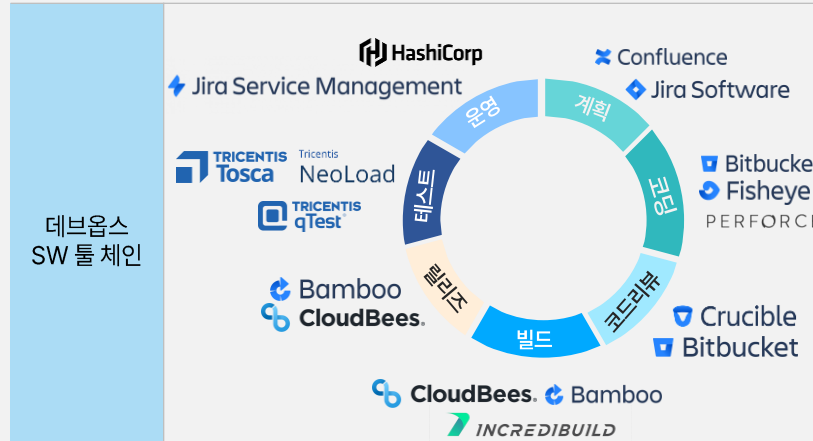 데브옵스
SW 툴 체인
HashiCorp
Jira Service Management
Confluence
Jira Software
운영
계획
TRICENTIS
Tosca
Tricentis
NeoLoad
TRICENTIS
qTest
테스트
코딩
Bitbucke
Fisheye
PERFORC
릴리즈
코드리뷰
빌드
Bamboo
CloudBees.
Crucible
Bitbucket
CloudBees.
Bamboo
INCREDIBUILD